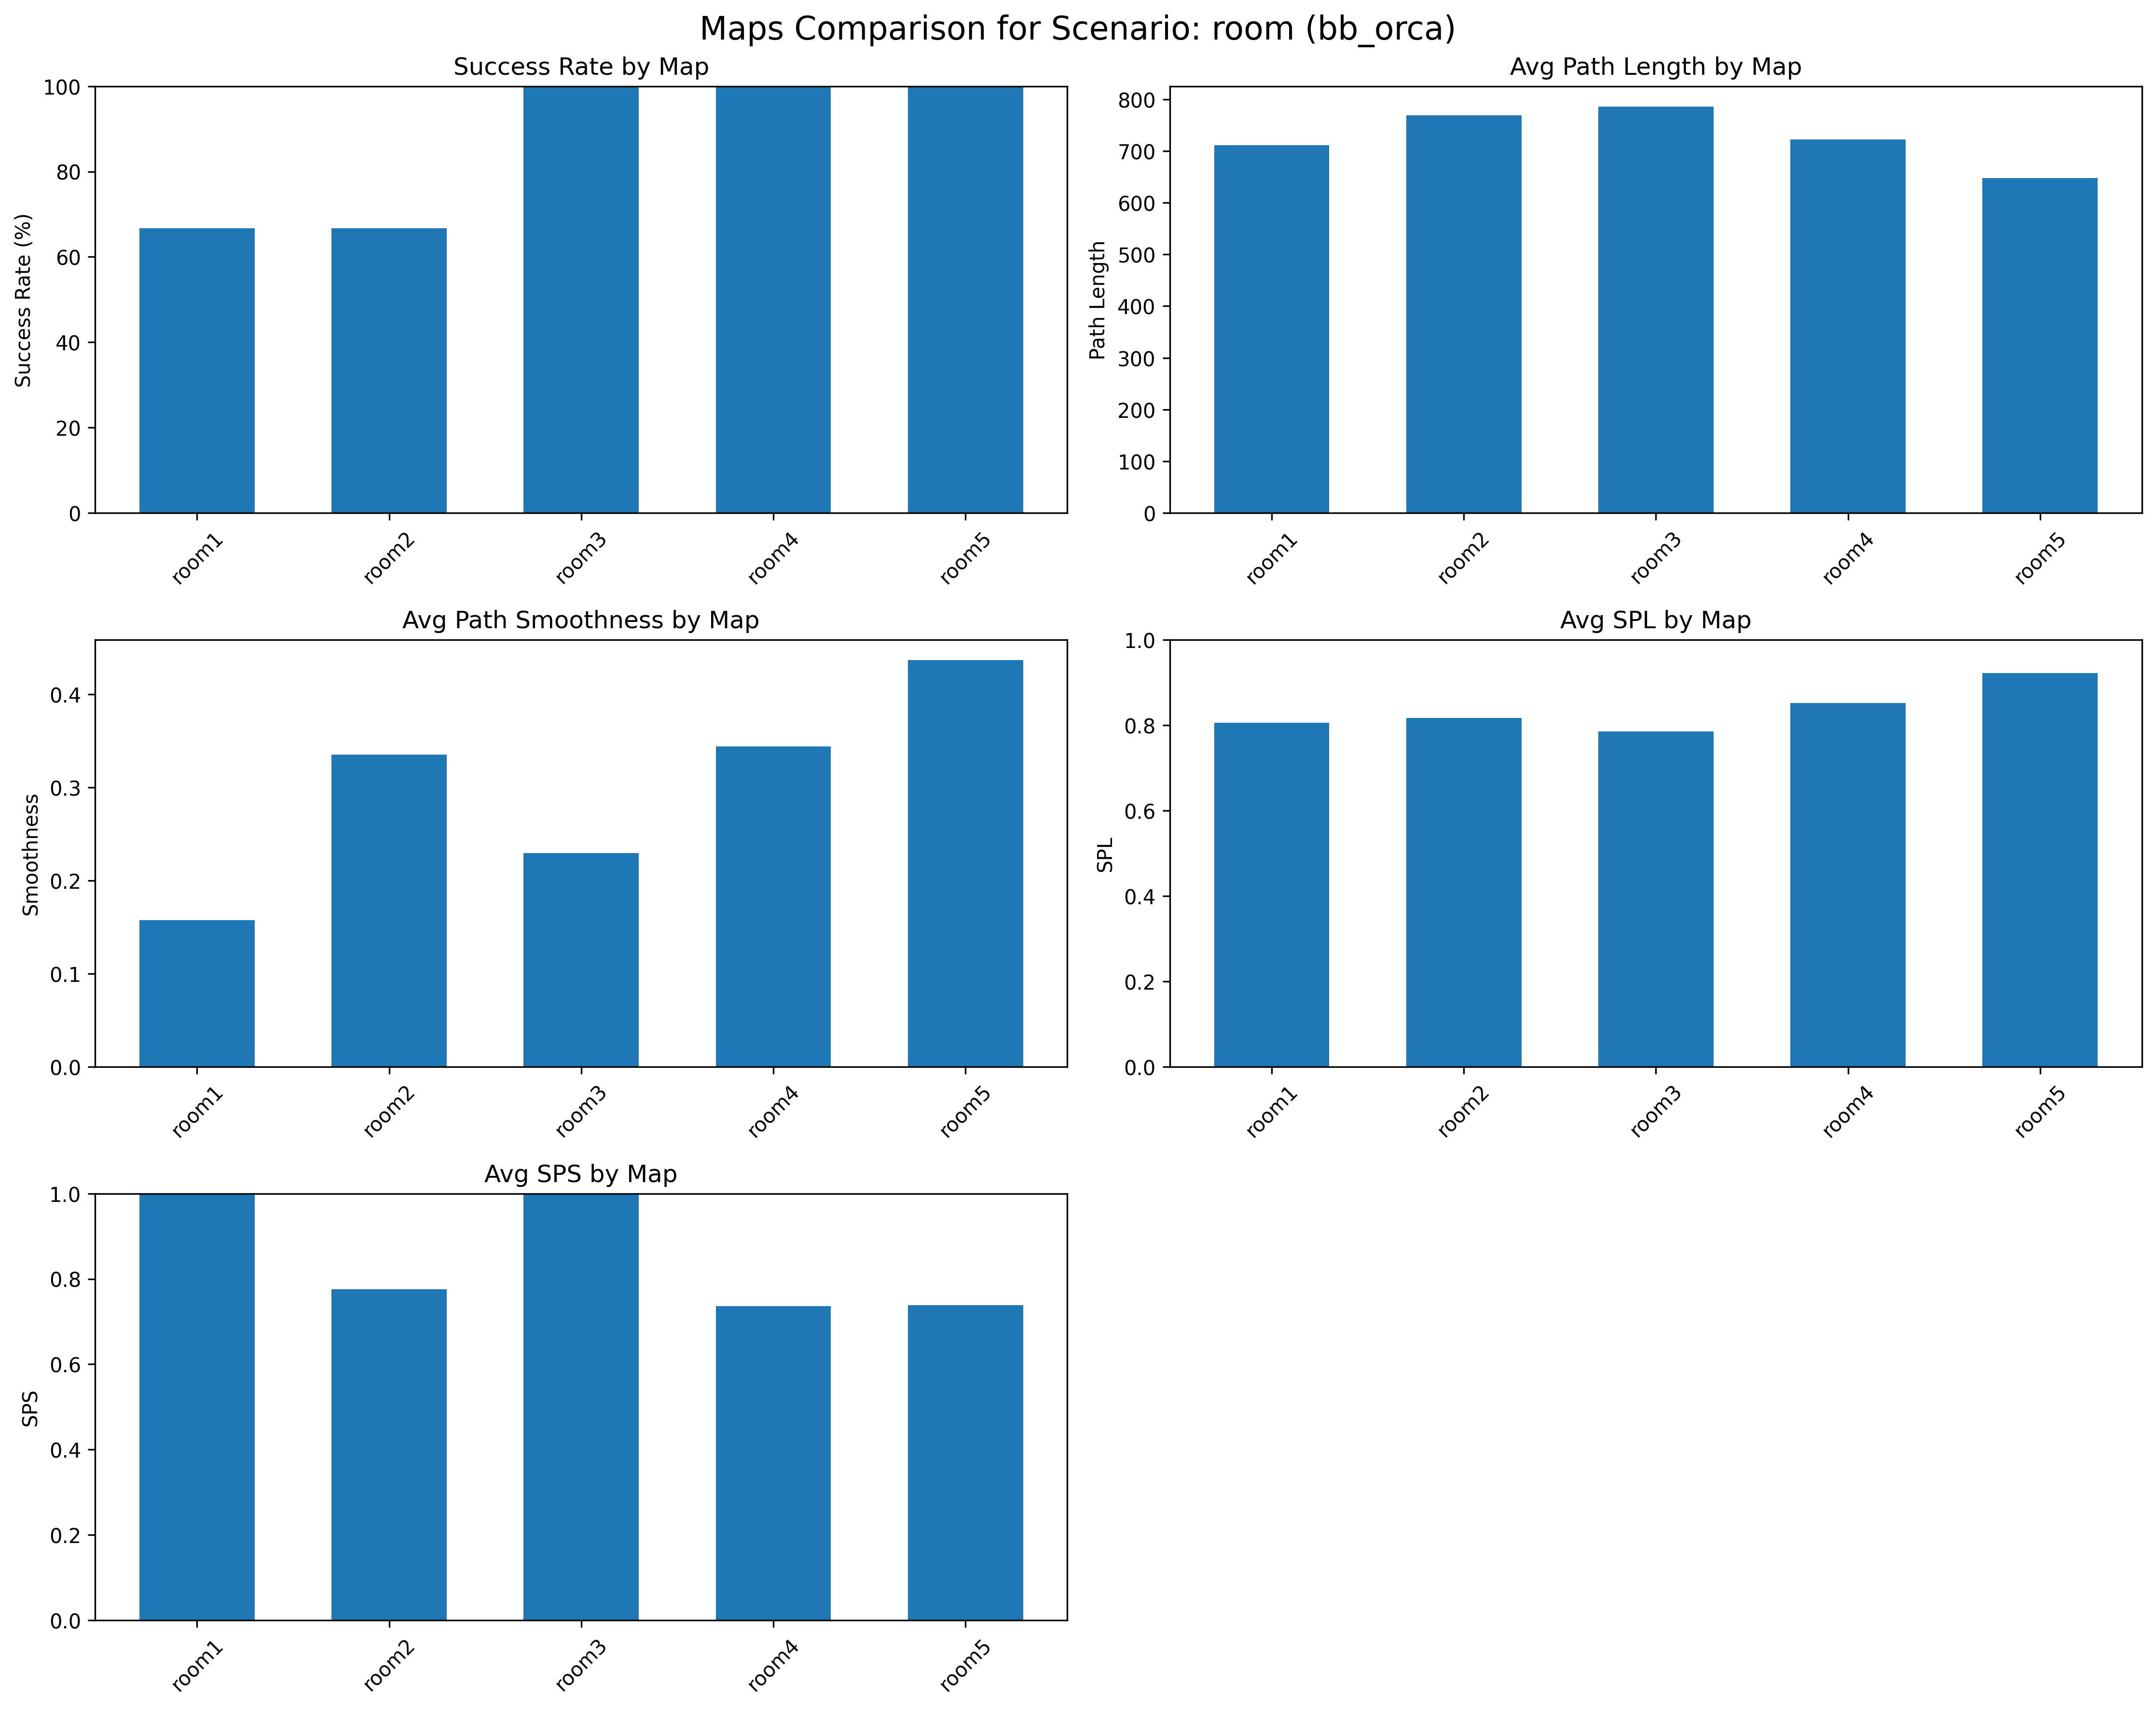 Maps Comparison for Scenario: room (bb_orca)
Success Rate by Map
Success Rate (%)
100
80
60
40
20
0
room1
room2
room3
room4
room5
Avg Path Length by Map
Path Length
800
700
600
500
400
300
200
100
0
room1
room2
room3
room4
room5
Avg Path Smoothness by Map
Smoothness
0.4
0.3
0.2
0.1
0.0
room1
room2
room3
room4
room5
Avg SPL by Map
SPL
1.0
0.8
0.6
0.4
0.2
0.0
room1
room2
room3
room4
room5
Avg SPS by Map
SPS
1.0
0.8
0.6
0.4
0.2
0.0
room1
room2
room3
room4
room5